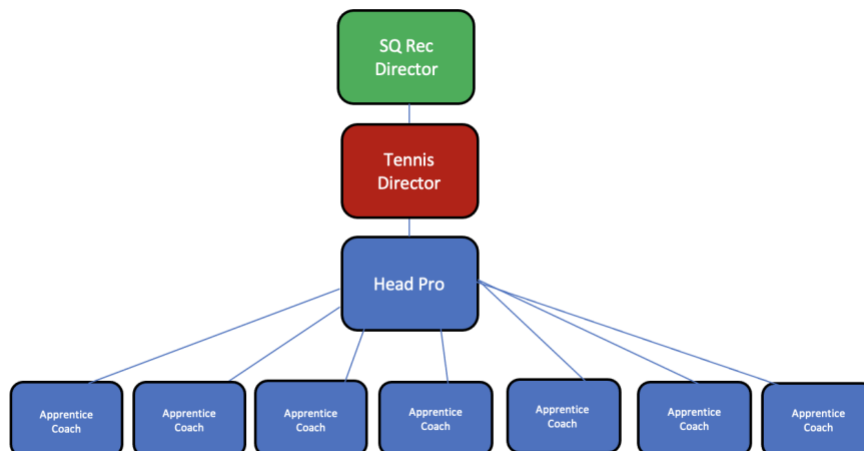 SQ Rec
Director
Tennis
Director
Head Pro
Apprentice
Coach
Apprentice
Coach
Apprentice
Coach
Apprentice
Coach
Apprentice
Coach
Apprentice
Coach
Apprentice
Coach